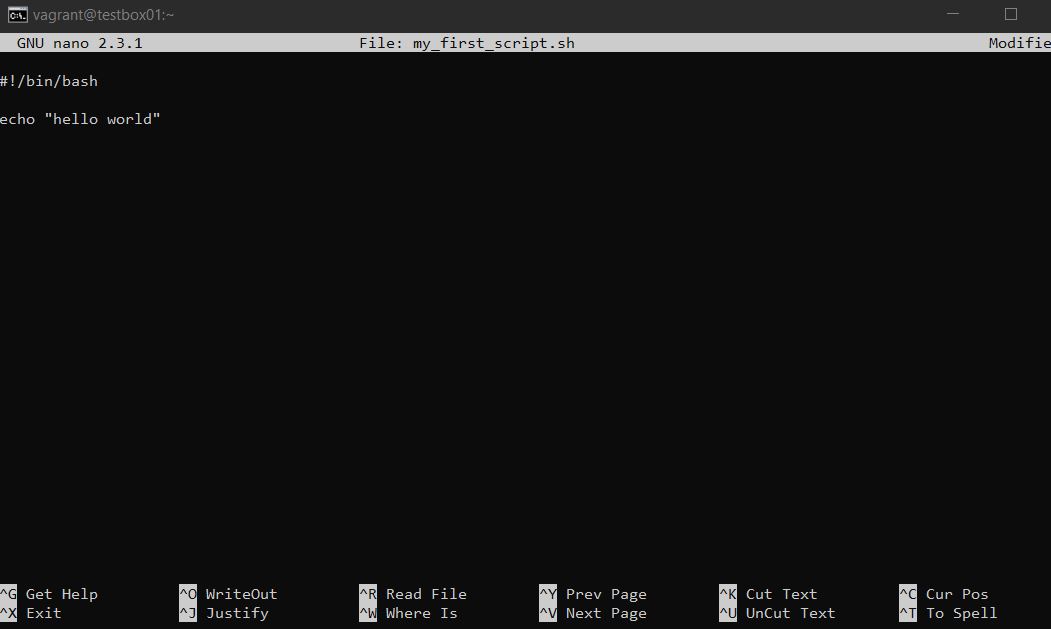 vagrant@testbox01:~
GNU nano 2.3.1 File: my_first_script.sh Modifie
#!/bin/bash
echo "hello world"
^G Get Help ^O WriteOut ^R Read File ^Y Prev Page ^K Cut Text ^C Cur Pos
^X Exit ^J Justify ^W Where Is ^V Next Page ^U UnCut Text ^T To Spell